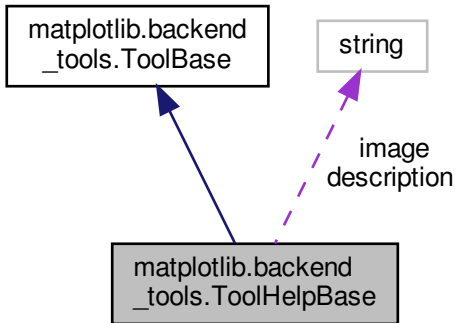 matplotlib.backend
_tools.ToolBase
string
image
description
matplotlib.backend
_tools.ToolHelpBase